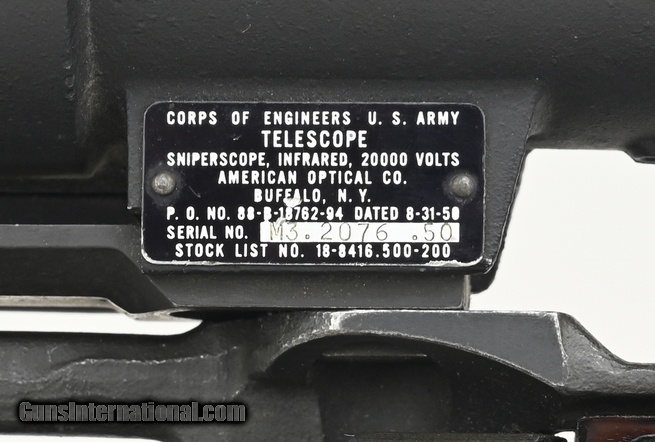 CORPS OF ENGINEERS U. S. ARMY
TELESCOPE
SNIPERSCOPE, INFRARED, 20000 VOLTS
AMERICAN OPTICAL CO.
BUFFALO, N. Y.
P. O. NO. 88-B-18762-94 DATED 8-31-50
SERIAL NO. M3.2076 .50
STOCK LIST NO. 18-8416.500-200
GunsInternational.com